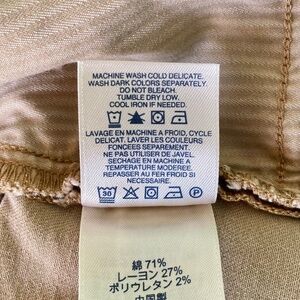 MACHINE WASH COLD DELICATE.
WASH DARK COLORS SEPARATELY.
DO NOT BLEACH.
TUMBLE DRY LOW.
COOL IRON IF NEEDED.
LAVAGE EN MACHINE A FROID, CYCLE
DELICAT. LAVER LES COULEURS
FONCEES SEPAREMENT.
NE PAS UTILISER DE JAVEL.
SECHAGE EN MACHINE A
TEMPERATURE MODEREE.
REPASSER AU FER FROID SI
NECESSAIRE.
30 P
綿 71%
レーヨン 27%
ポリウレタン 2%
中国製